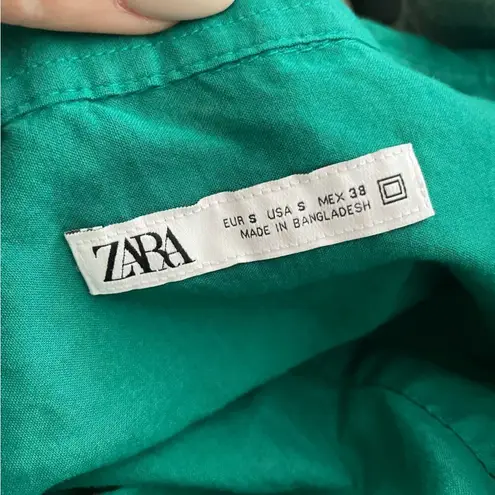 ZARA
EUR S USA S MEX 38
MADE IN BANGLADESH